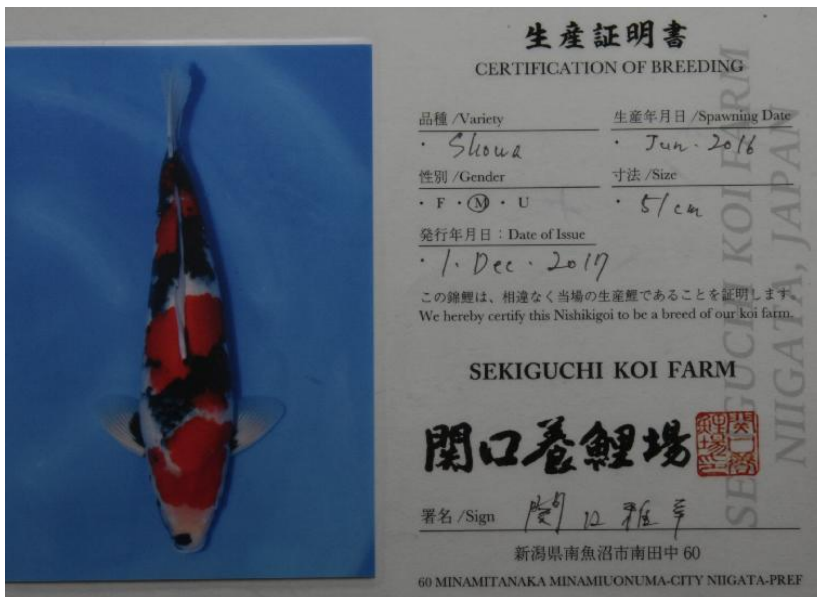 生産証明書
CERTIFICATION OF BREEDING
品種 /Variety
・ Showa
生産年月日 /Spawning Date
・ Jun. 2016
性別 /Gender
・ F ・ M ・ U
寸法 /Size
・ 51cm
発行年月日：Date of Issue
・ 1. Dec. 2017
この錦鯉は、相違なく当場の生産鯉であることを証明します。
We hereby certify this Nishikigoi to be a breed of our koi farm.
SEKIGUCHI KOI FARM
関口養鯉場
署名 /Sign 関口雅幸
新潟県南魚沼市南田中 60
60 MINAMITANAKA MINAMIUONUMA-CITY NIIGATA-PREF
SEKIGUCHI KOI FARM
NIIGATA, JAPAN